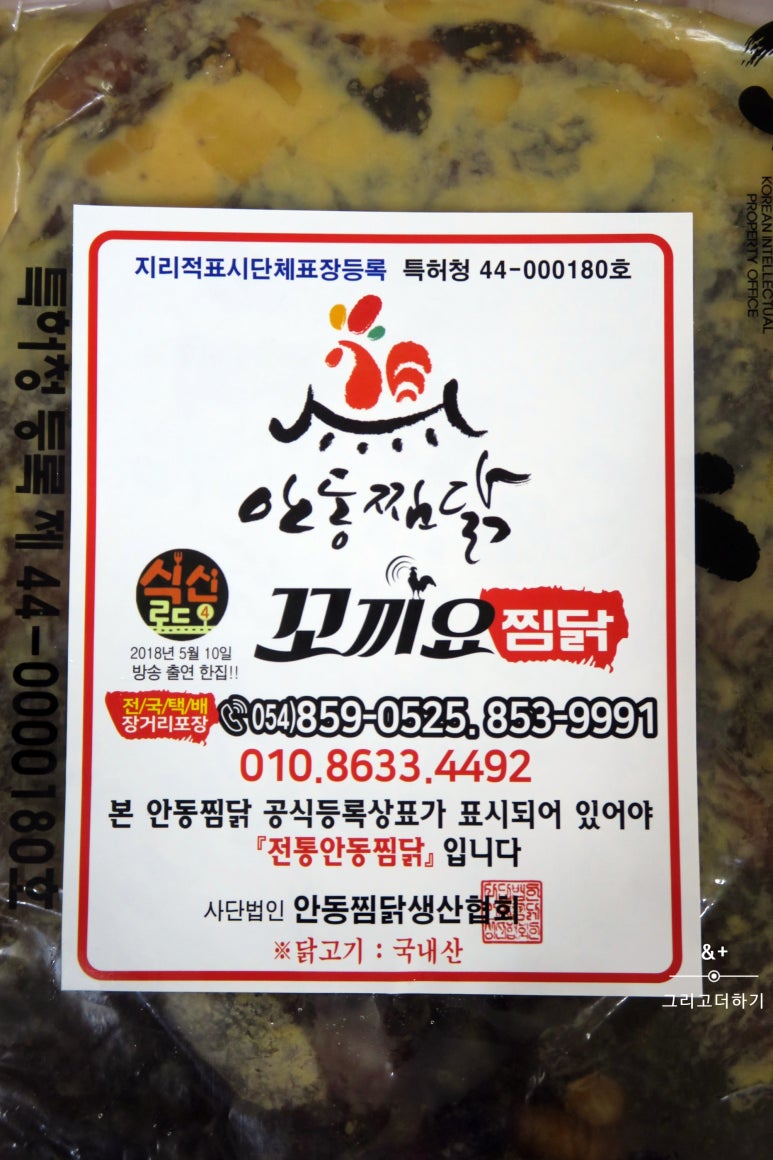 지리적표시단체표장등록 특허청 44-000180호
안동찜닭
식신
로드 4
2018년 5월 10일
방송 출연 한집!!
꼬끼요찜닭
전/국/택/배
장거리포장
054)859-0525. 853-9991
010.8633.4492
본 안동찜닭 공식등록상표가 표시되어 있어야
『전통안동찜닭』입니다
사단법인 안동찜닭생산협회
※닭고기 : 국내산
특허청 등록 제 44-0000180호
KOREAN INTELLECTUAL
PROPERTY OFFICE
&+
그리고더하기